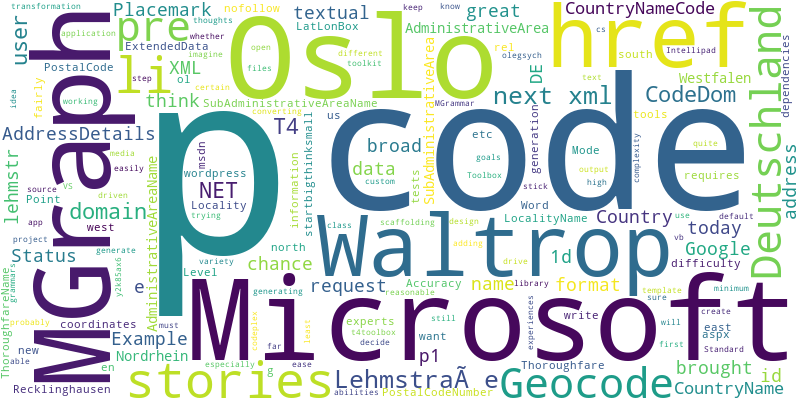 p
code
Microsoft
Oslo
MGraph
Waltrop
href
Deutschland
stories
Geocode
pre
li
next xml
CodeDom
T4
NET
domain
Status
AddressDetails
Placemark
user
textual
great
think
XML
broad
data
1d
Country
today
Google
name
format
request
chance
LehmstraÃ e
p1
Example
e
lehmstr
address
brought
id
CountryName
CountryNameCode
AdministrativeArea
SubAdministrativeArea
SubAdministrativeAreaName
AdministrativeAreaName
ThoroughfareName
Thoroughfare
LocalityName
Locality
LatLonBox
ExtendedData
PostalCode
PostalCodeNumber
Point
coordinates
Nordrhein
Westfalen
Recklinghausen
DE
Level
Accuracy
information
startbigthinksmall
wordpress
msdn
nofollow
rel
north
south
east
west
difficulty
requires
dependencies
tools
generation
experts
write
want
Word
Mode
etc
us
tests
fairly
new
en
aspx
vb
cs
Intellipad
text
toolkit
olegsych
MGrammar
scaffolding
design
adding
drive
library
template
Standard
minimum
default
create
sure
first
will
use
quite
high
output
stick
goals
Toolbox
custom
complexity
class
still
reasonable
t4toolbox
decide
experiences
abilities
least
ease
far
codeplex
g
must
especially
generating
variety
trying
y2k85ax6
generate
project
app
source
vs
driven
easily
media
working
idea
step
application
transformation
thoughts
imagine
whether
open
files
certain
converting
different
keep
know
ol
grammars
able
probably